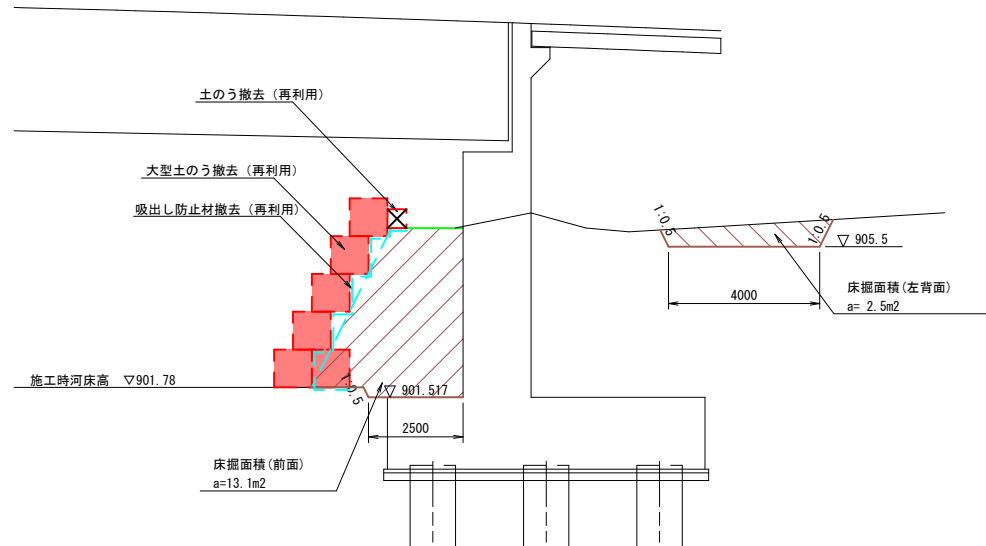 土のう撤去（再利用）
大型土のう撤去（再利用）
吸出し防止材撤去（再利用）
1:0.5
1:0.5
▽ 905.5
4000
床掘面積(左背面)
a= 2.5m2
施工時河床高 ▽901.78
1:0.5
▽ 901.517
2500
床掘面積(前面)
a=13.1m2